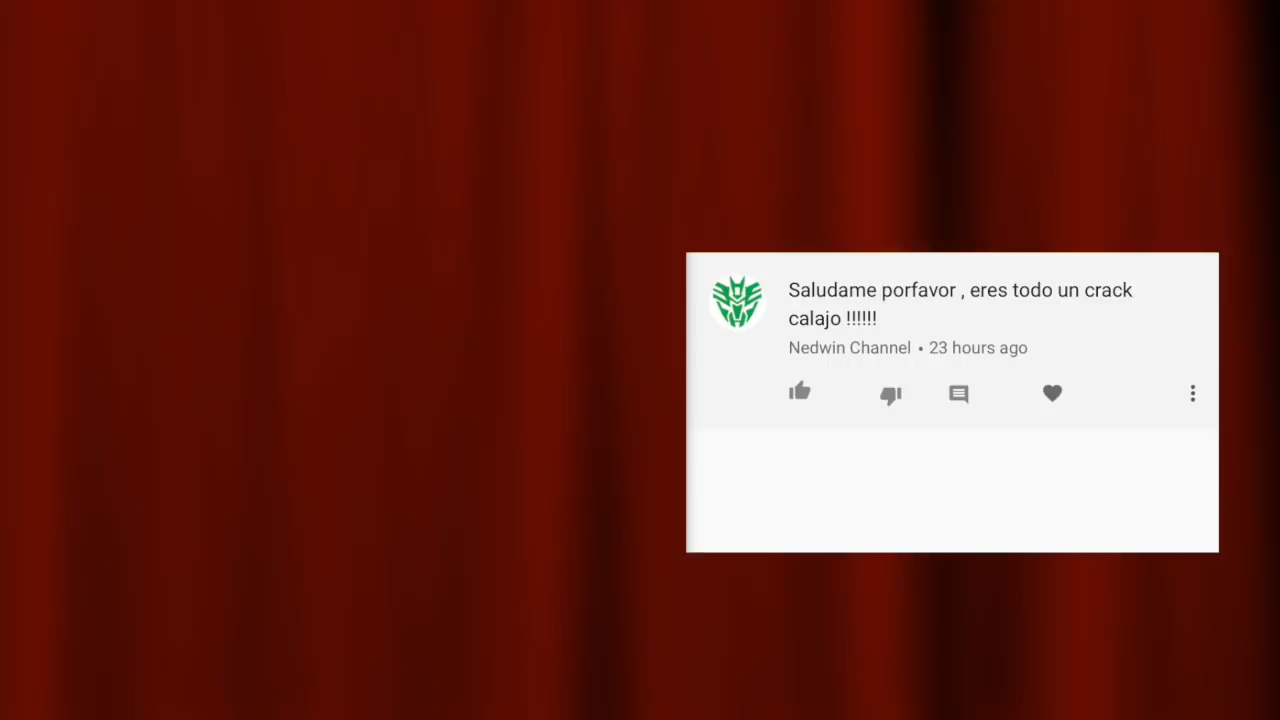 Saludame porfavor , eres todo un crack
calajo !!!!!!
Nedwin Channel • 23 hours ago